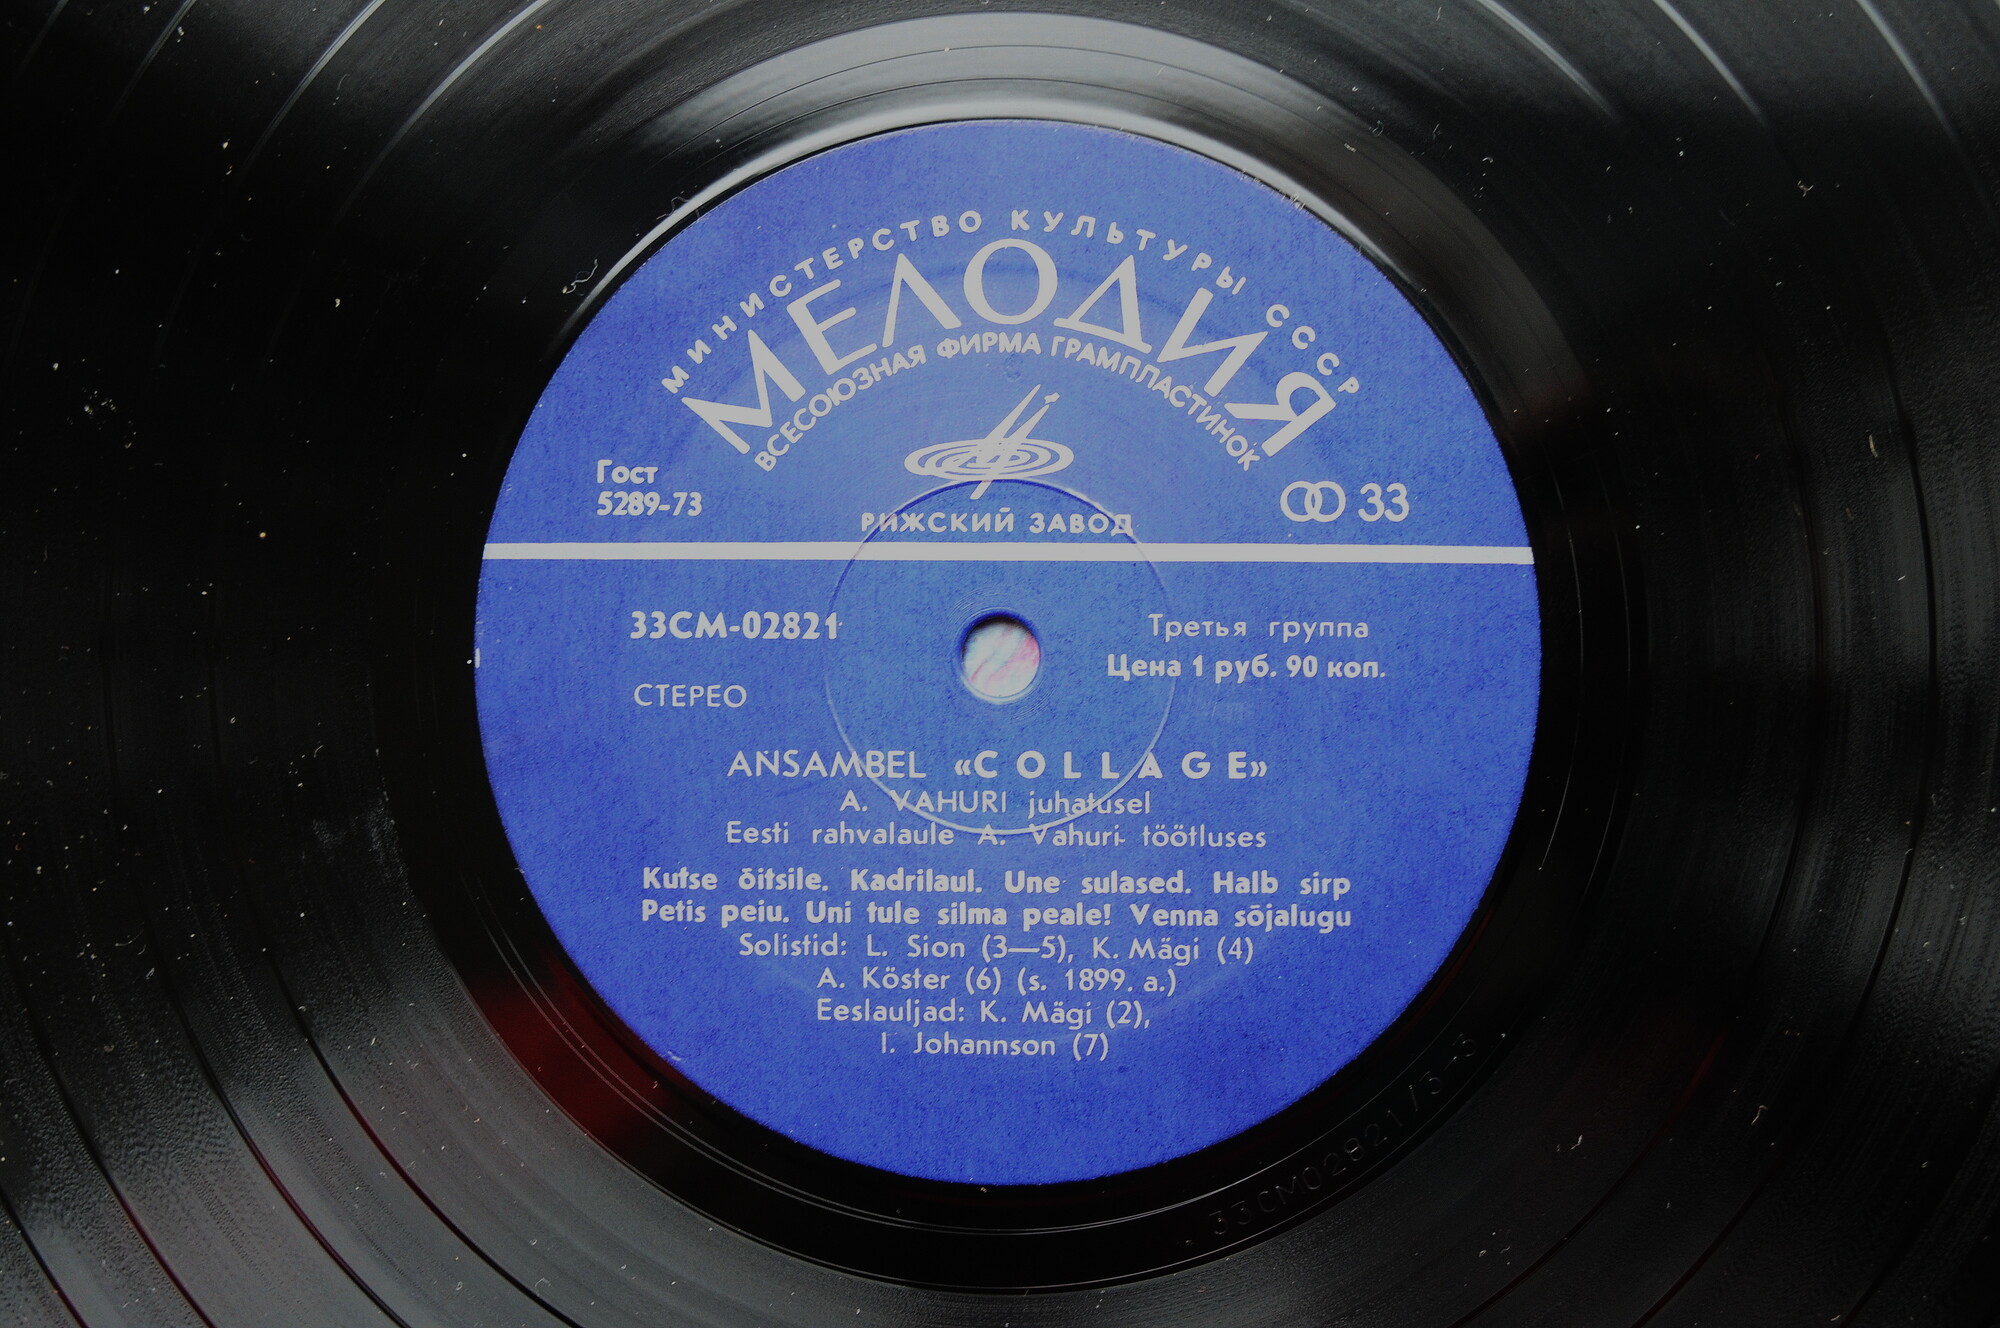 МИНИСТЕРСТВО КУЛЬТУРЫ СССР
МЕЛОДИЯ
ВСЕСОЮЗНАЯ ФИРМА ГРАМПЛАСТИНОК
Гост
5289-73
РИЖСКИЙ ЗАВОД
33
33СМ-02821
Третья группа
Цена 1 руб. 90 коп.
СТЕРЕО
ANSAMBEL «COLLAGE»
A. VAHURI juhatusel
Eesti rahvalaule A. Vahuri töötluses
Kutse õitsile. Kadrilaul. Une sulased. Halb sirp
Petis peiu. Uni tule silma peale! Venna sõjalugu
Solistid: L. Sion (3—5), K. Mägi (4)
A. Köster (6) (s. 1899. a.)
Eeslauljad: K. Mägi (2),
I. Johannson (7)
33СМ02821/3-3